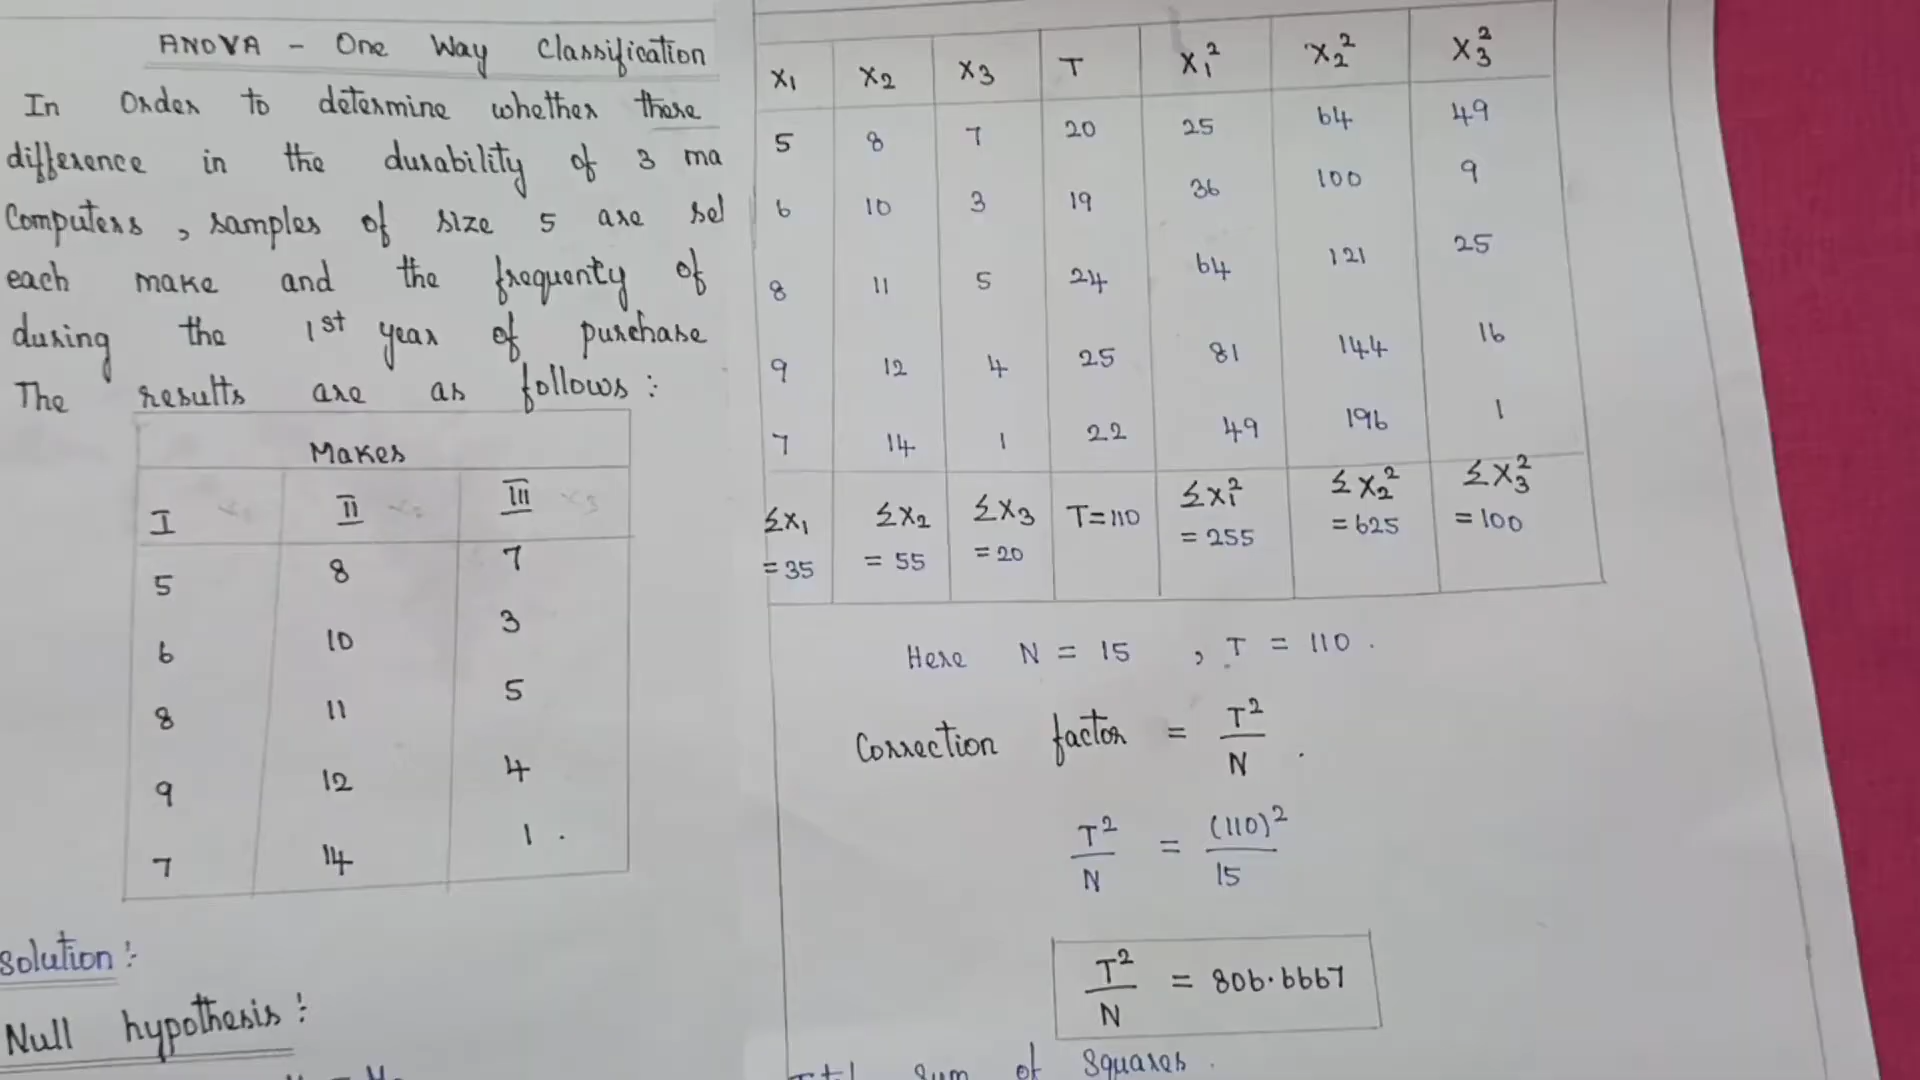 ANOVA - One Way Classification
In Order to determine whether there
difference in the durability of 3 ma
Computers, samples of size 5 are sel
each make and the frequenty of
during the 1st year of purchase
The results are as follows:
Makes
I II III
5 8 7
6 10 3
8 11 5
9 12 4
7 14 1.
Solution:
Null hypothesis:
X₁ X₂ X₃ T X₁² X₂² X₃²
5 8 7 20 25 64 49
6 10 3 19 36 100 9
8 11 5 24 64 121 25
9 12 4 25 81 144 16
7 14 1 22 49 196 1
ΣX₁ ΣX₂ ΣX₃ T=110 ΣX₁² ΣX₂² ΣX₃²
=35 =55 =20 =255 =625 =100
Here N = 15, T = 110.
Correction factor = T²/N.
T²/N = (110)²/15
T²/N = 806.6667
sum of squares.